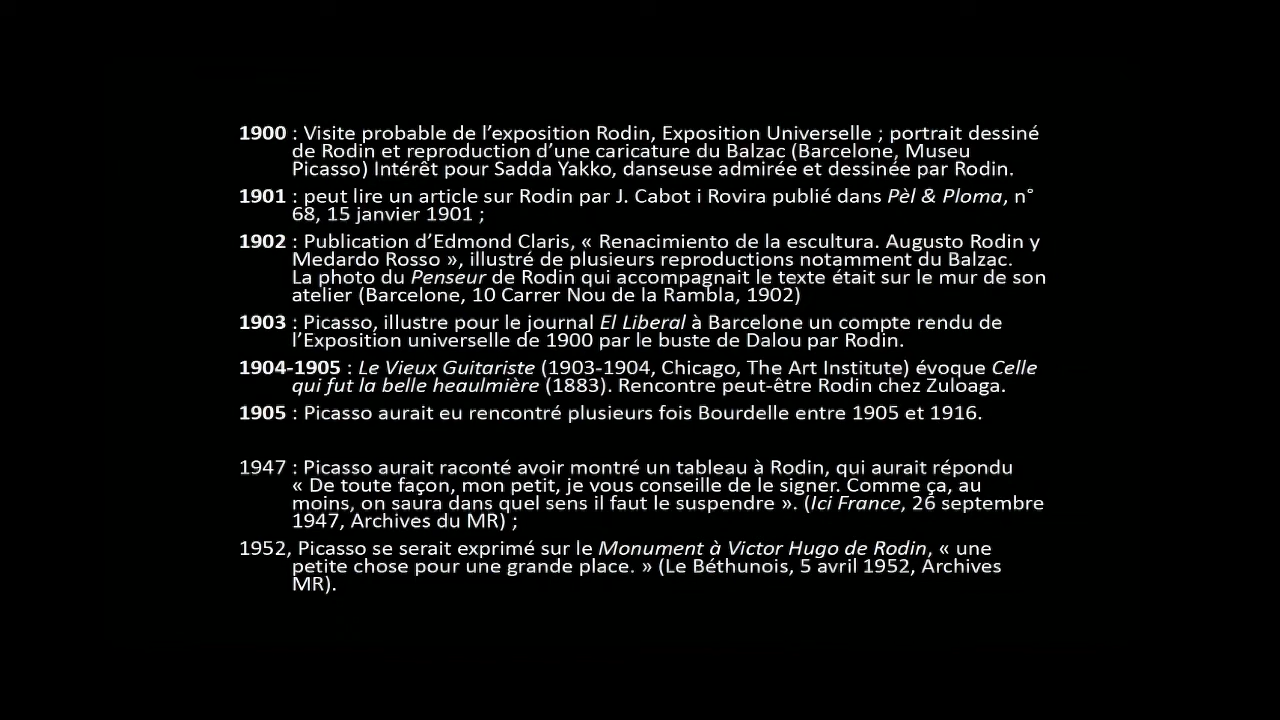 1900 : Visite probable de l’exposition Rodin, Exposition Universelle ; portrait dessiné
de Rodin et reproduction d’une caricature du Balzac (Barcelone, Museu
Picasso) Intérêt pour Sadda Yakko, danseuse admirée et dessinée par Rodin.
1901 : peut lire un article sur Rodin par J. Cabot i Rovira publié dans Pèl & Ploma, n°
68, 15 janvier 1901 ;
1902 : Publication d’Edmond Claris, « Renacimiento de la escultura. Augusto Rodin y
Medardo Rosso », illustré de plusieurs reproductions notamment du Balzac.
La photo du Penseur de Rodin qui accompagnait le texte était sur le mur de son
atelier (Barcelone, 10 Carrer Nou de la Rambla, 1902)
1903 : Picasso, illustre pour le journal El Liberal à Barcelone un compte rendu de
l’Exposition universelle de 1900 par le buste de Dalou par Rodin.
1904-1905 : Le Vieux Guitariste (1903-1904, Chicago, The Art Institute) évoque Celle
qui fut la belle heaulmière (1883). Rencontre peut-être Rodin chez Zuloaga.
1905 : Picasso aurait eu rencontré plusieurs fois Bourdelle entre 1905 et 1916.
1947 : Picasso aurait raconté avoir montré un tableau à Rodin, qui aurait répondu
« De toute façon, mon petit, je vous conseille de le signer. Comme ça, au
moins, on saura dans quel sens il faut le suspendre ». (Ici France, 26 septembre
1947, Archives du MR) ;
1952, Picasso se serait exprimé sur le Monument à Victor Hugo de Rodin, « une
petite chose pour une grande place. » (Le Béthunois, 5 avril 1952, Archives
MR).